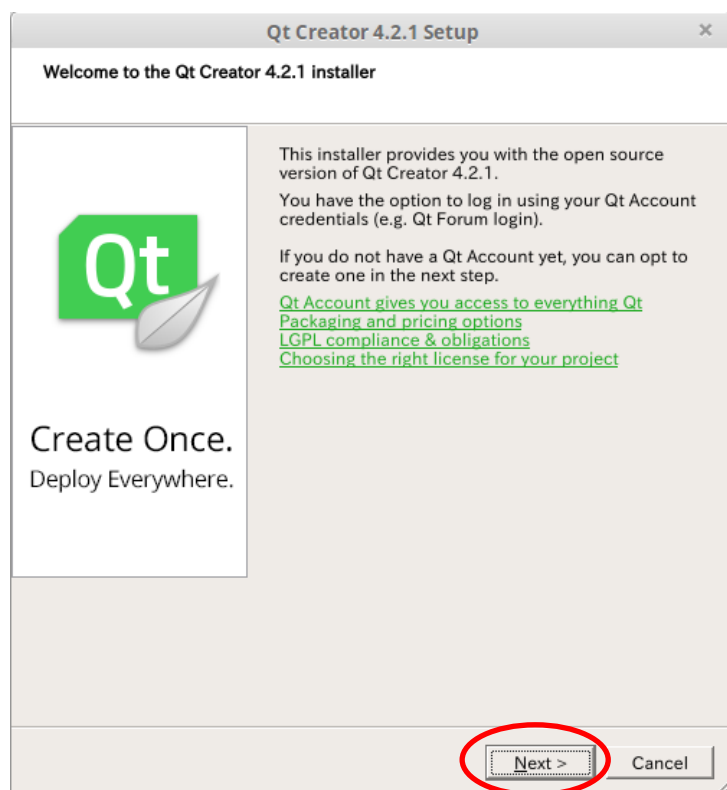 Qt Creator 4.2.1 Setup
×
Welcome to the Qt Creator 4.2.1 installer
Qt
Create Once.
Deploy Everywhere.
This installer provides you with the open source
version of Qt Creator 4.2.1.
You have the option to log in using your Qt Account
credentials (e.g. Qt Forum login).
If you do not have a Qt Account yet, you can opt to
create one in the next step.
Qt Account gives you access to everything Qt
Packaging and pricing options
LGPL compliance & obligations
Choosing the right license for your project
Next >
Cancel